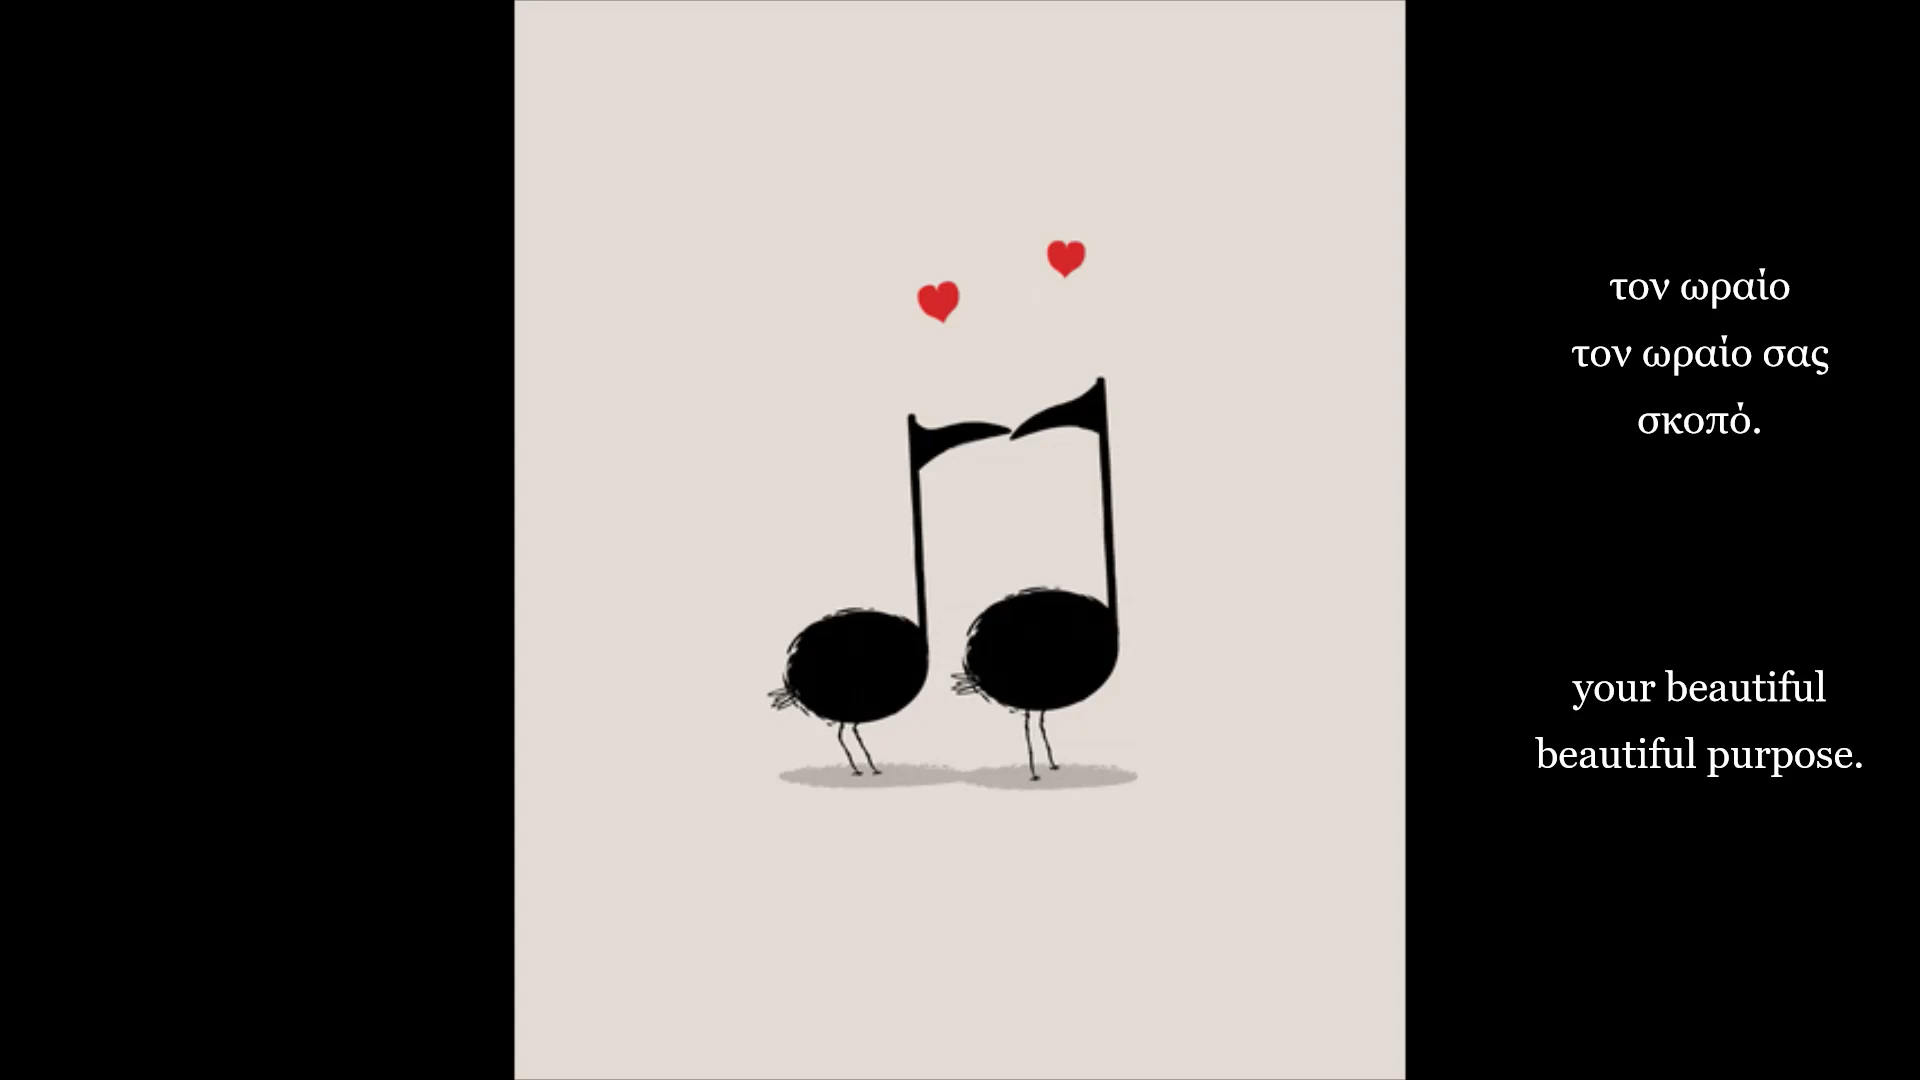 τον ωραίο
τον ωραίο σας
σκοπό.
your beautiful
beautiful purpose.